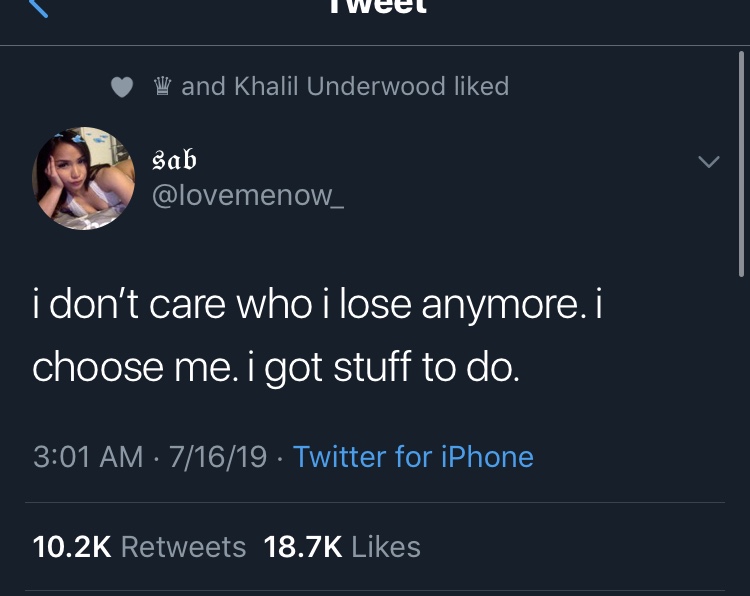 Tweet
♛ and Khalil Underwood liked
𝖘𝖆𝖇
@lovemenow_
i don’t care who i lose anymore. i
choose me. i got stuff to do.
3:01 AM · 7/16/19 · Twitter for iPhone
10.2K Retweets 18.7K Likes